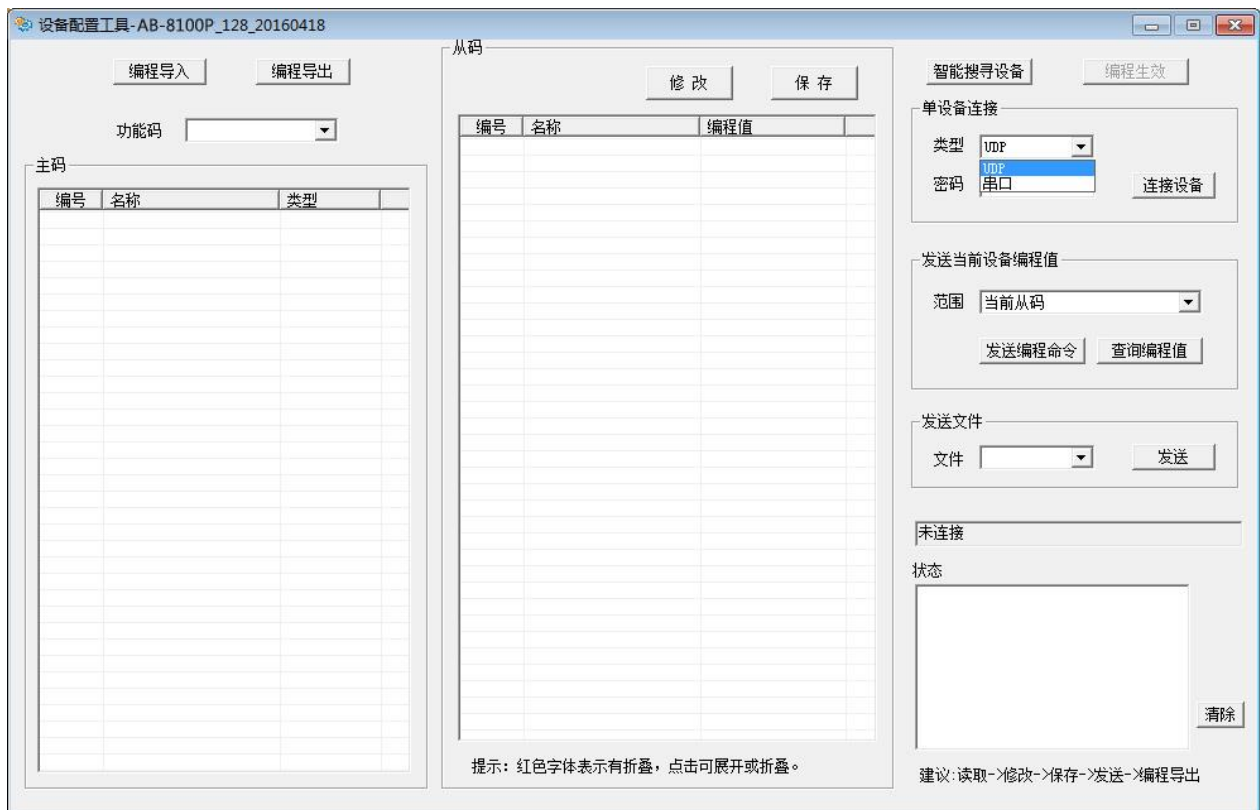 设备配置工具-AB-8100P_128_20160418
编程导入 编程导出
功能码
主码
编号 名称 类型
从码
修 改 保 存
编号 名称 编程值
提示：红色字体表示有折叠，点击可展开或折叠。
智能搜寻设备 编程生效
单设备连接
类型 UDP
UDP
串口
密码 连接设备
发送当前设备编程值
范围 当前从码
发送编程命令 查询编程值
发送文件
文件 发送
未连接
状态
清除
建议:读取->修改->保存->发送->编程导出